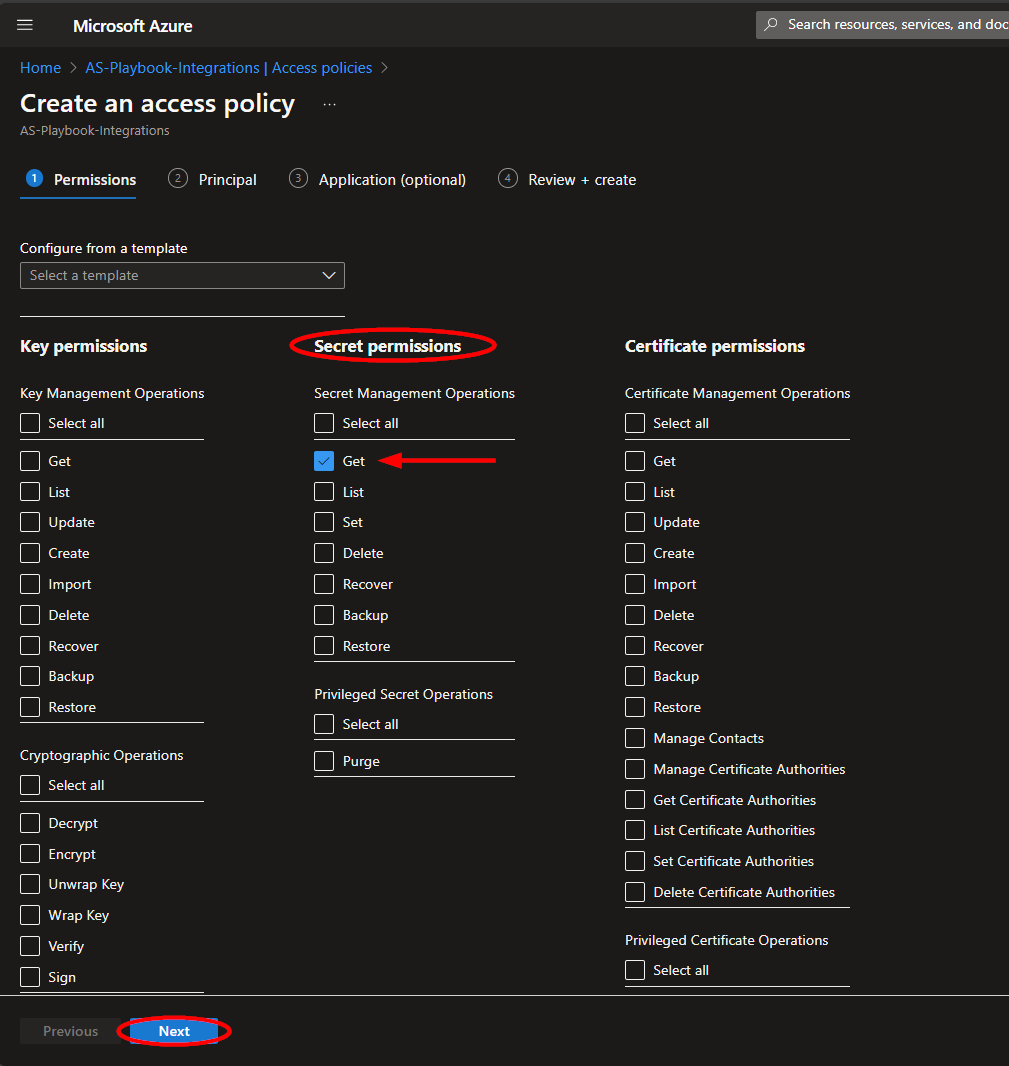 Microsoft Azure
Search resources, services, and doc
Home > AS-Playbook-Integrations | Access policies >
Create an access policy ...
AS-Playbook-Integrations
1 Permissions
2 Principal
3 Application (optional)
4 Review + create
Configure from a template
Select a template
Key permissions
Key Management Operations
Select all
Get
List
Update
Create
Import
Delete
Recover
Backup
Restore
Cryptographic Operations
Select all
Decrypt
Encrypt
Unwrap Key
Wrap Key
Verify
Sign
Secret permissions
Secret Management Operations
Select all
Get
List
Set
Delete
Recover
Backup
Restore
Privileged Secret Operations
Select all
Purge
Certificate permissions
Certificate Management Operations
Select all
Get
List
Update
Create
Import
Delete
Recover
Backup
Restore
Manage Contacts
Manage Certificate Authorities
Get Certificate Authorities
List Certificate Authorities
Set Certificate Authorities
Delete Certificate Authorities
Privileged Certificate Operations
Select all
Previous
Next